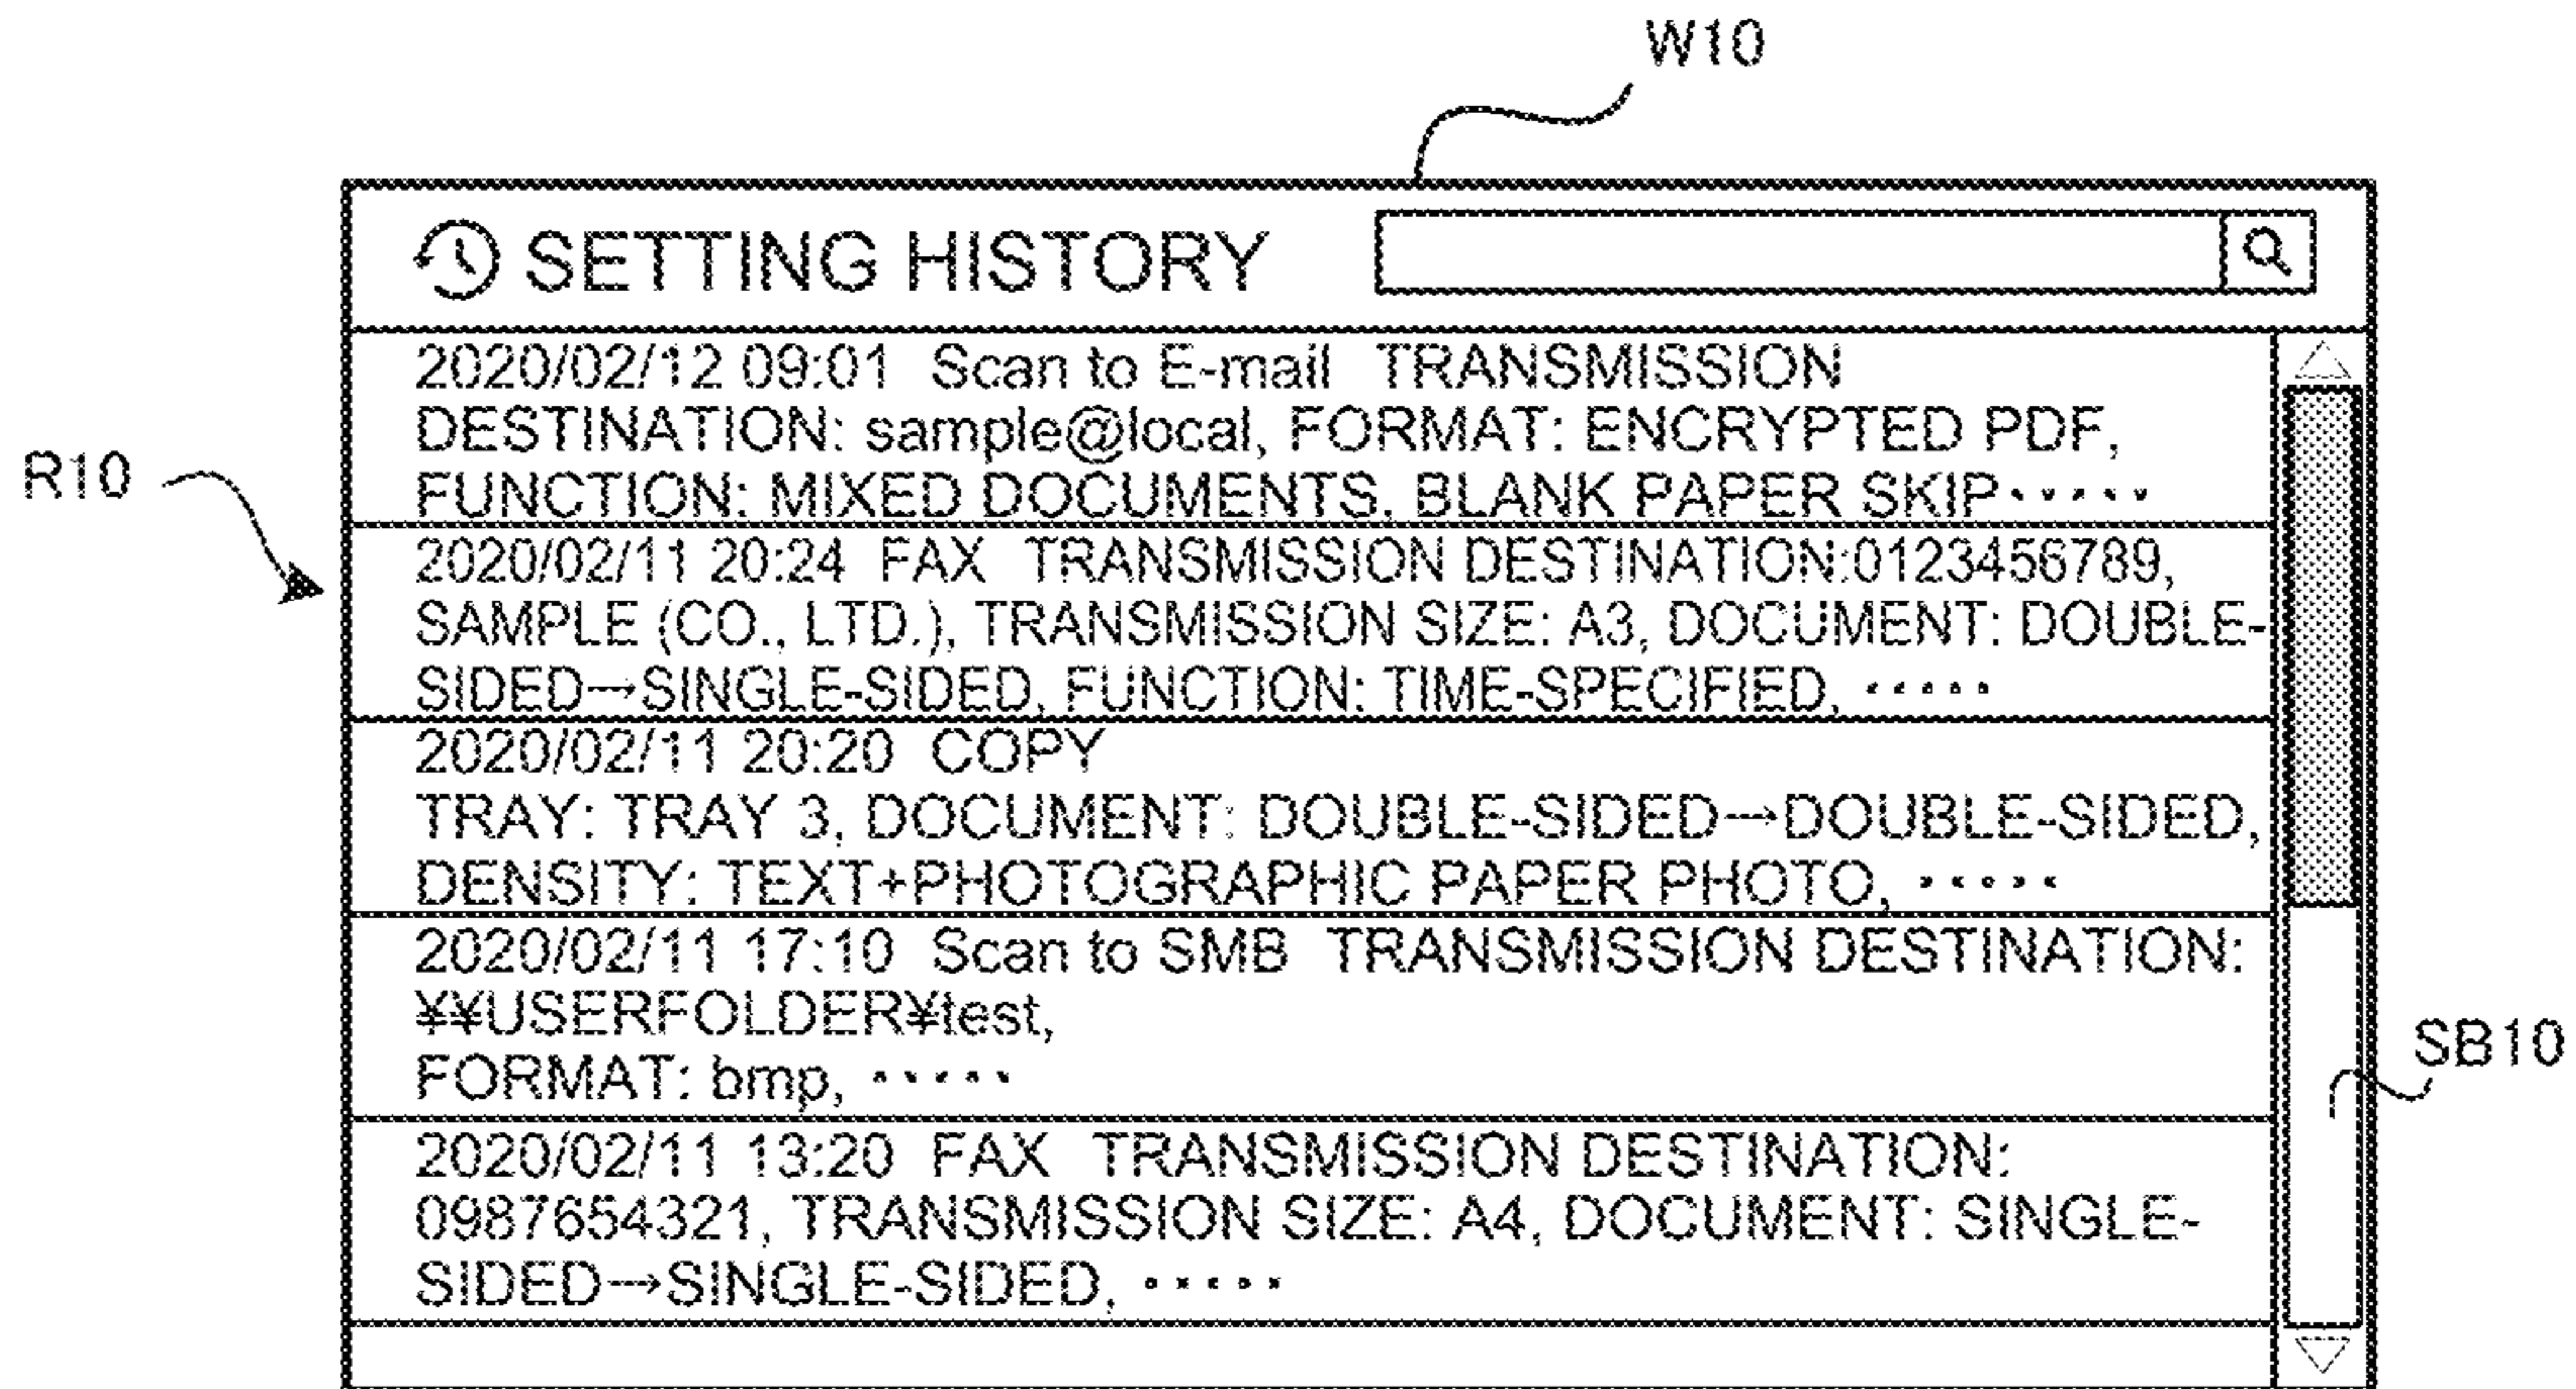 W10
SETTING HISTORY
R10
2020/02/12 09:01 Scan to E-mail TRANSMISSION
DESTINATION: sample@local, FORMAT: ENCRYPTED PDF,
FUNCTION: MIXED DOCUMENTS, BLANK PAPER SKIP·····
2020/02/11 20:24 FAX TRANSMISSION DESTINATION:0123456789,
SAMPLE (CO., LTD.), TRANSMISSION SIZE: A3, DOCUMENT: DOUBLE-
SIDED→SINGLE-SIDED, FUNCTION: TIME-SPECIFIED, ·····
2020/02/11 20:20 COPY
TRAY: TRAY 3, DOCUMENT: DOUBLE-SIDED→DOUBLE-SIDED,
DENSITY: TEXT+PHOTOGRAPHIC PAPER PHOTO, ·····
2020/02/11 17:10 Scan to SMB TRANSMISSION DESTINATION:
¥¥USERFOLDER¥test,
FORMAT: bmp, ·····
SB10
2020/02/11 13:20 FAX TRANSMISSION DESTINATION:
0987654321, TRANSMISSION SIZE: A4, DOCUMENT: SINGLE-
SIDED→SINGLE-SIDED, ·····